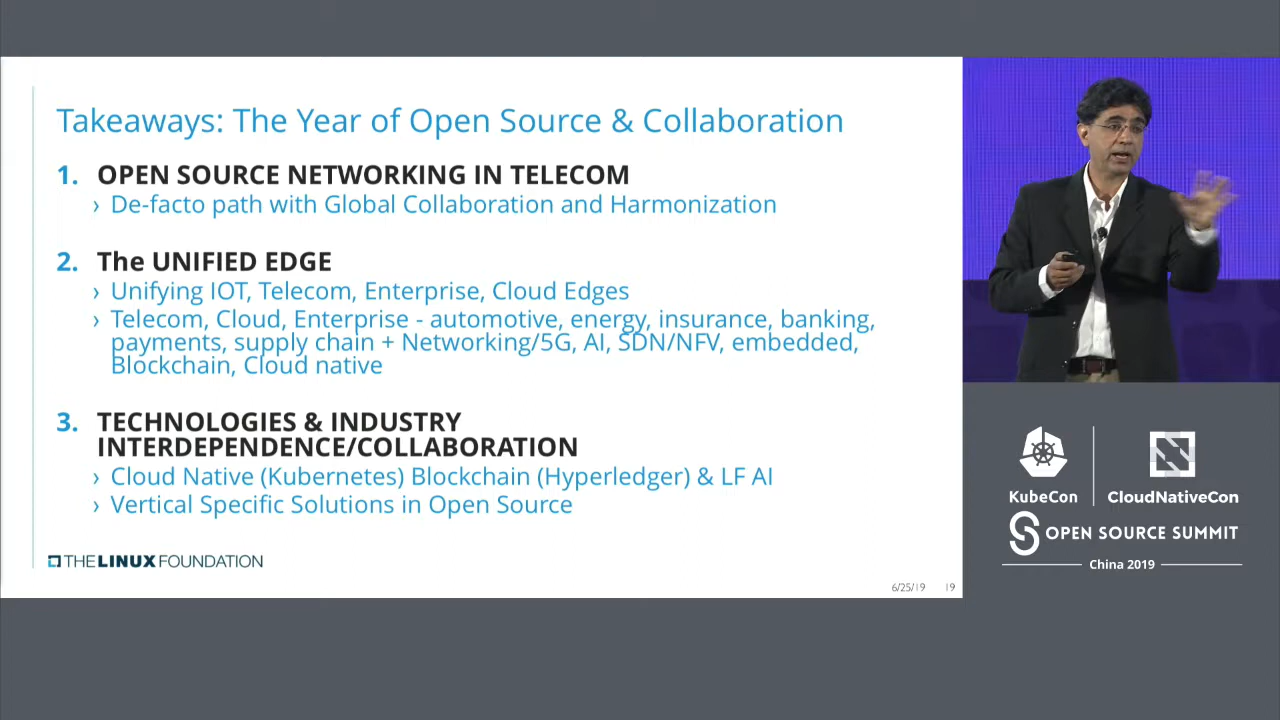 Takeaways: The Year of Open Source & Collaboration
1. OPEN SOURCE NETWORKING IN TELECOM
› De-facto path with Global Collaboration and Harmonization
2. The UNIFIED EDGE
› Unifying IOT, Telecom, Enterprise, Cloud Edges
› Telecom, Cloud, Enterprise - automotive, energy, insurance, banking,
payments, supply chain + Networking/5G, AI, SDN/NFV, embedded,
Blockchain, Cloud native
3. TECHNOLOGIES & INDUSTRY
INTERDEPENDENCE/COLLABORATION
› Cloud Native (Kubernetes) Blockchain (Hyperledger) & LF AI
› Vertical Specific Solutions in Open Source
THE LINUX FOUNDATION
6/25/19 19
KubeCon CloudNativeCon
OPEN SOURCE SUMMIT
China 2019